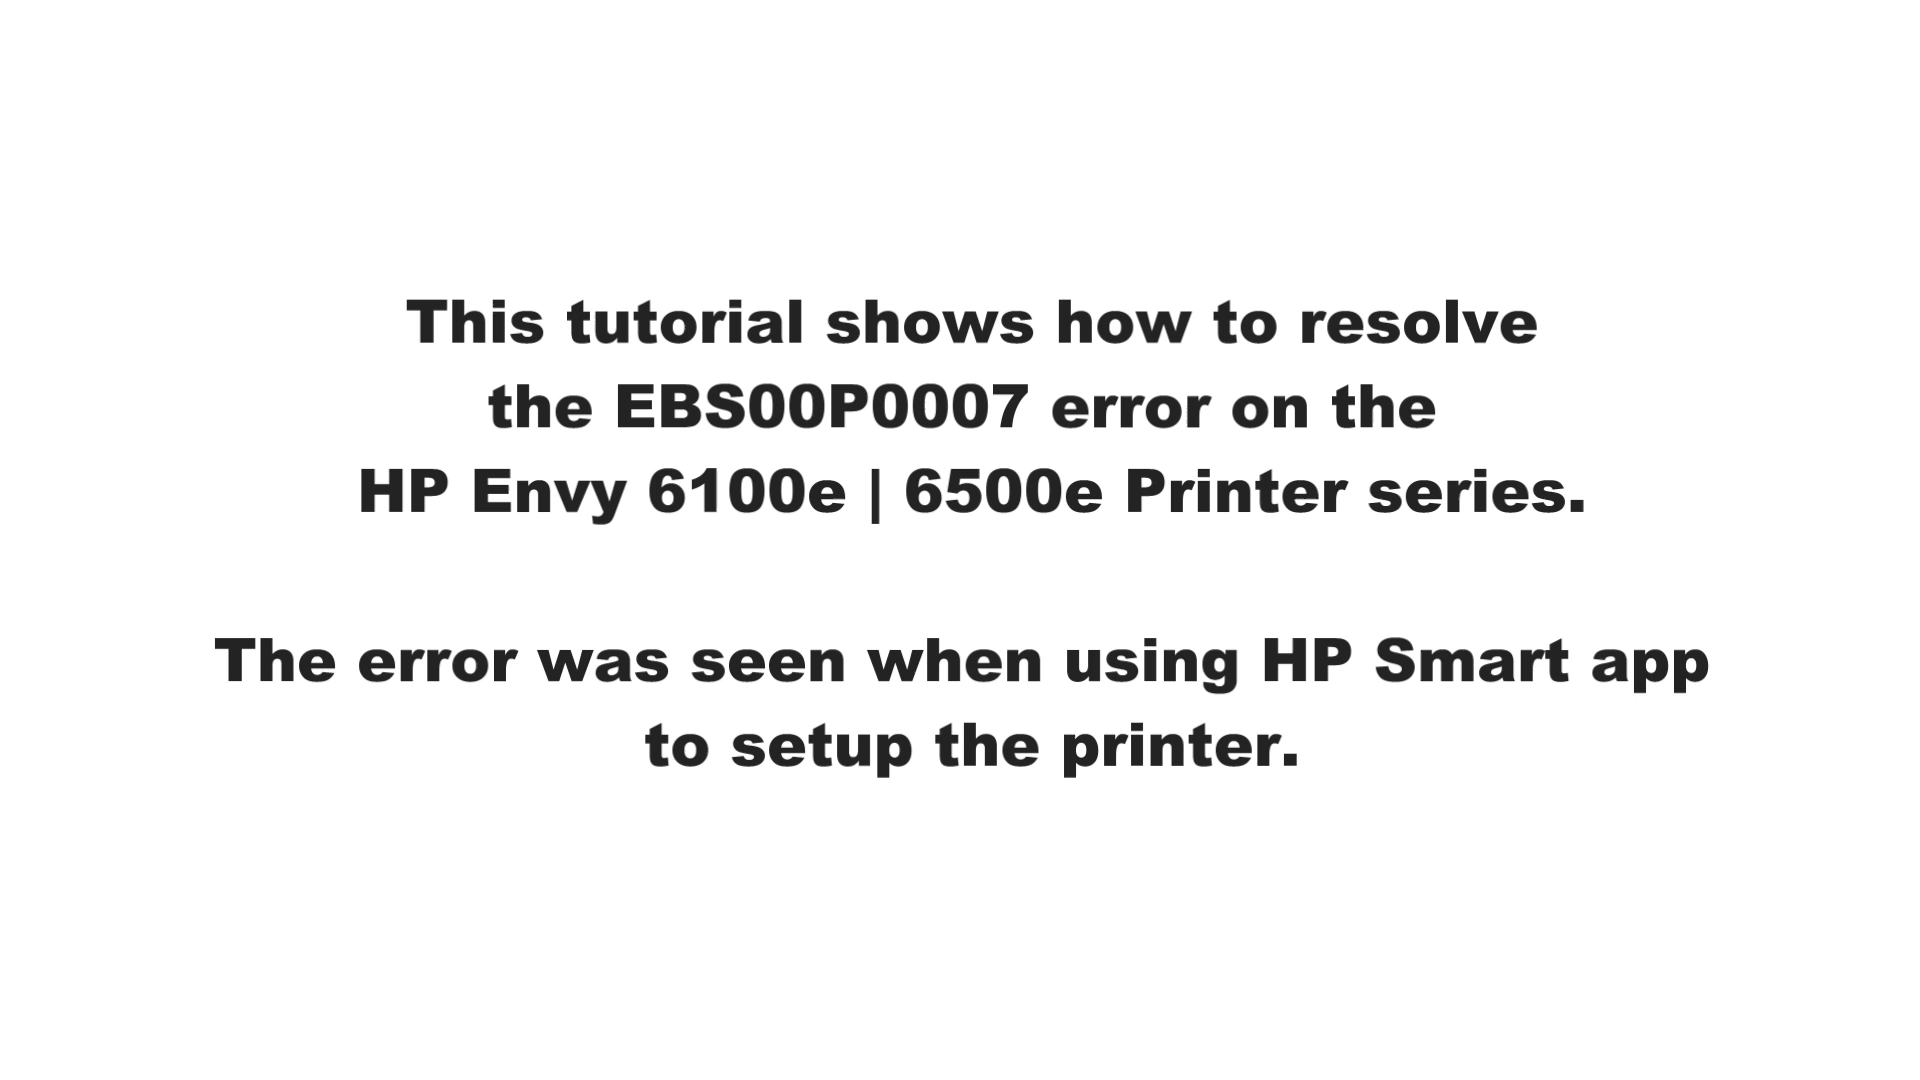 This tutorial shows how to resolve
the EBS00P0007 error on the
HP Envy 6100e | 6500e Printer series.
The error was seen when using HP Smart app
to setup the printer.